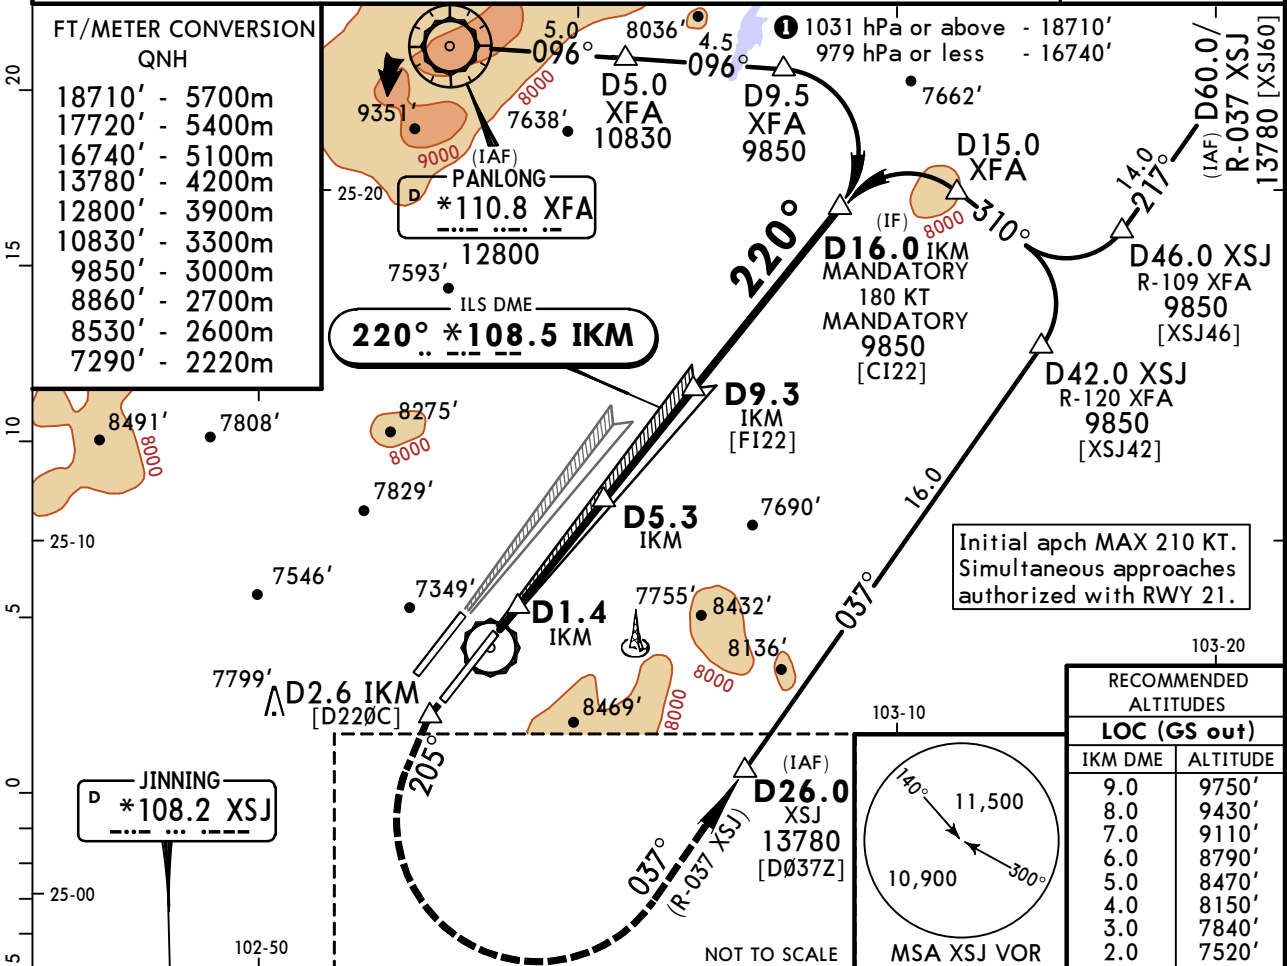 FT/METER CONVERSION
QNH
18710′ - 5700m
17720′ - 5400m
16740′ - 5100m
13780′ - 4200m
12800′ - 3900m
10830′ - 3300m
9850′ - 3000m
8860′ - 2700m
8530′ - 2600m
7290′ - 2220m
❶ 1031 hPa or above - 18710′
979 hPa or less - 16740′
5.0
096°
8036′
4.5
096°
D5.0
XFA
10830
D9.5
XFA
9850
8000
9351′
9000
7638′
7662′
(IAF)
PANLONG
D *110.8 XFA
12800
D15.0
XFA
8000
310°
(IAF) D60.0/
R-037 XSJ
13780 [XSJ60]
14.0
217°
D46.0 XSJ
R-109 XFA
9850
[XSJ46]
(IF)
D16.0 IKM
MANDATORY
180 KT
MANDATORY
9850
[CI22]
220°
7593′
ILS DME
220° *108.5 IKM
D42.0 XSJ
R-120 XFA
9850
[XSJ42]
D9.3
IKM
[FI22]
8491′
8000
7808′
8275′
8000
7829′
D5.3
IKM
7690′
16.0
Initial apch MAX 210 KT.
Simultaneous approaches
authorized with RWY 21.
7546′
7349′
D1.4
IKM
7755′
8432′
8136′
8000
037°
7799′
D2.6 IKM
[D220C]
8469′
8000
205°
JINNING
D *108.2 XSJ
037°
(R-037 XSJ)
(IAF)
D26.0
XSJ
13780
[D037Z]
NOT TO SCALE
140°
11,500
10,900
300°
MSA XSJ VOR
RECOMMENDED
ALTITUDES
LOC (GS out)
IKM DME ALTITUDE
9.0 9750′
8.0 9430′
7.0 9110′
6.0 8790′
5.0 8470′
4.0 8150′
3.0 7840′
2.0 7520′
20
15
10
5
0
5
25-20
25-10
25-00
102-50
103-10
103-20